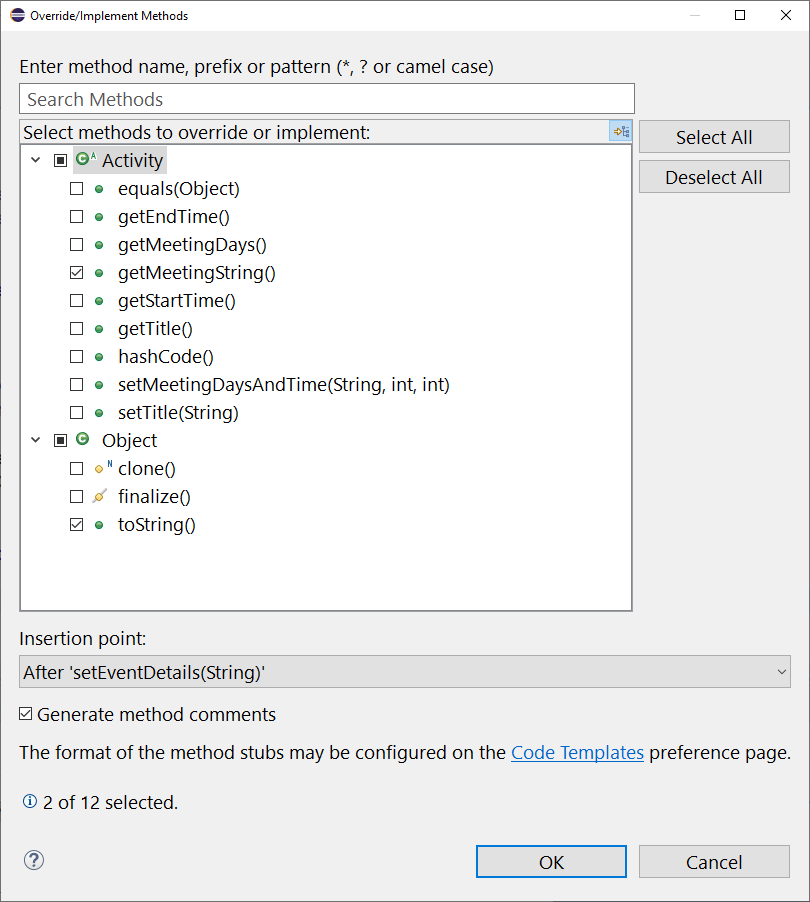 Override/Implement Methods
Enter method name, prefix or pattern (*, ? or camel case)
Search Methods
Select methods to override or implement:
Select All
Deselect All
C A Activity
equals(Object)
getEndTime()
getMeetingDays()
getMeetingString()
getStartTime()
getTitle()
hashCode()
setMeetingDaysAndTime(String, int, int)
setTitle(String)
C Object
N clone()
finalize()
toString()
Insertion point:
After 'setEventDetails(String)'
Generate method comments
The format of the method stubs may be configured on the Code Templates preference page.
2 of 12 selected.
OK
Cancel